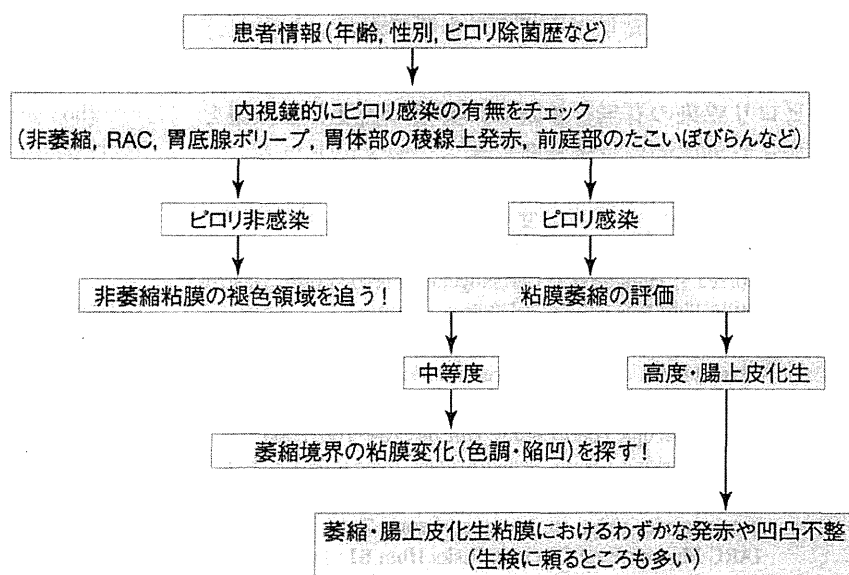 患者情報(年齢, 性別, ピロリ除菌歴など)
内視鏡的にピロリ感染の有無をチェック
(非萎縮, RAC, 胃底腺ポリープ, 胃体部の稜線上発赤, 前庭部のたこいぼびらんなど)
ピロリ非感染
ピロリ感染
非萎縮粘膜の褪色領域を追う！
粘膜萎縮の評価
中等度
高度・腸上皮化生
萎縮境界の粘膜変化(色調・陥凹)を探す！
萎縮・腸上皮化生粘膜におけるわずかな発赤や凹凸不整
(生検に頼るところも多い)